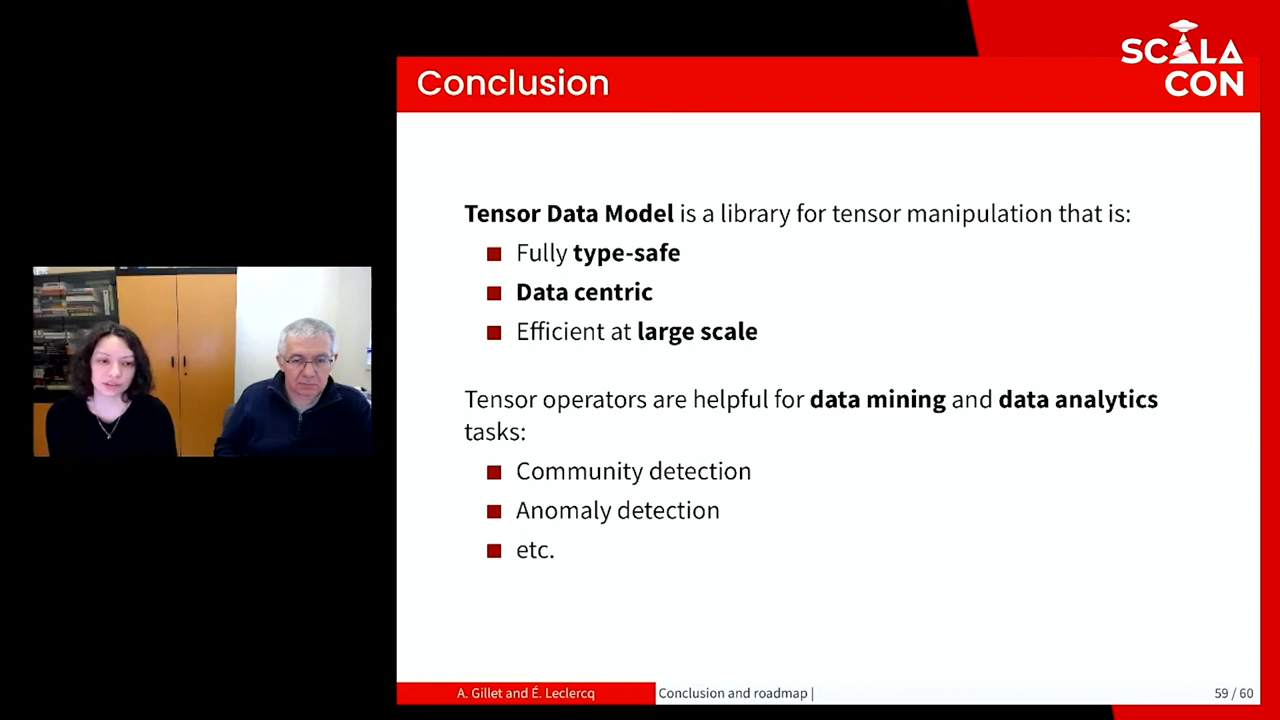 SCALA
CON
Conclusion
Tensor Data Model is a library for tensor manipulation that is:
Fully type-safe
Data centric
Efficient at large scale
Tensor operators are helpful for data mining and data analytics
tasks:
Community detection
Anomaly detection
etc.
A. Gillet and É. Leclercq
Conclusion and roadmap |
59 / 60